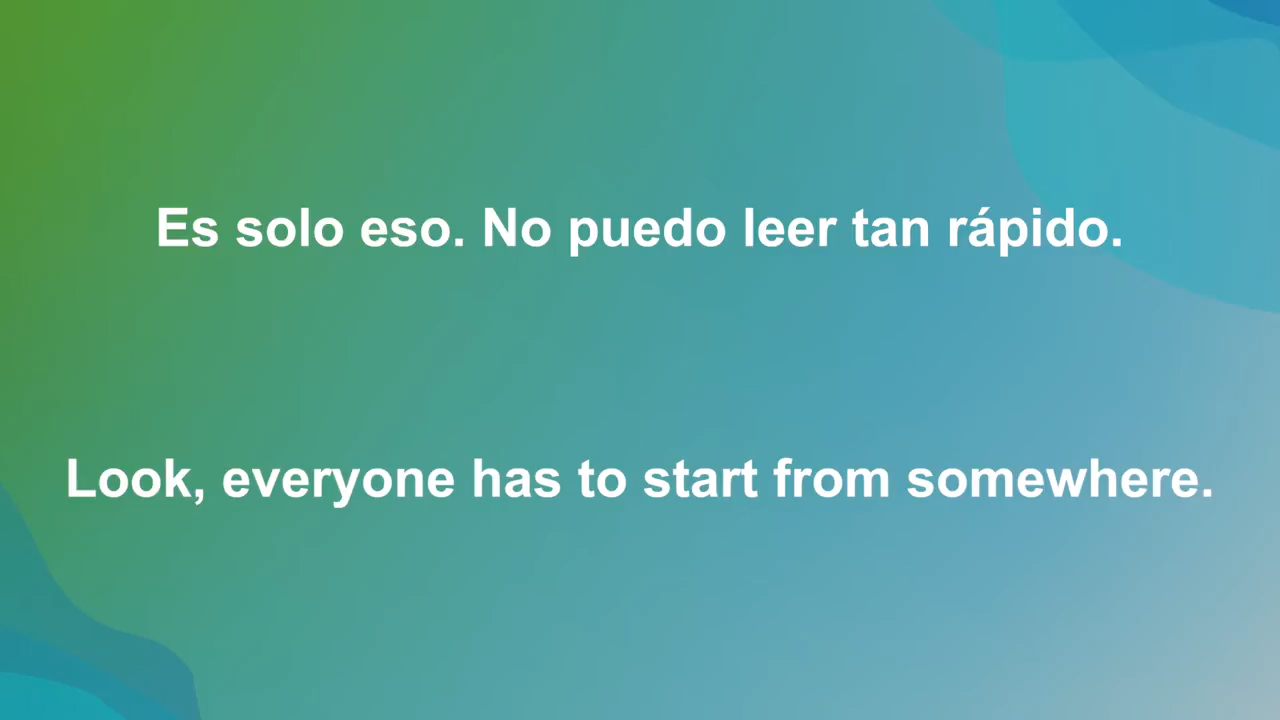 Es solo eso. No puedo leer tan rápido.
Look, everyone has to start from somewhere.